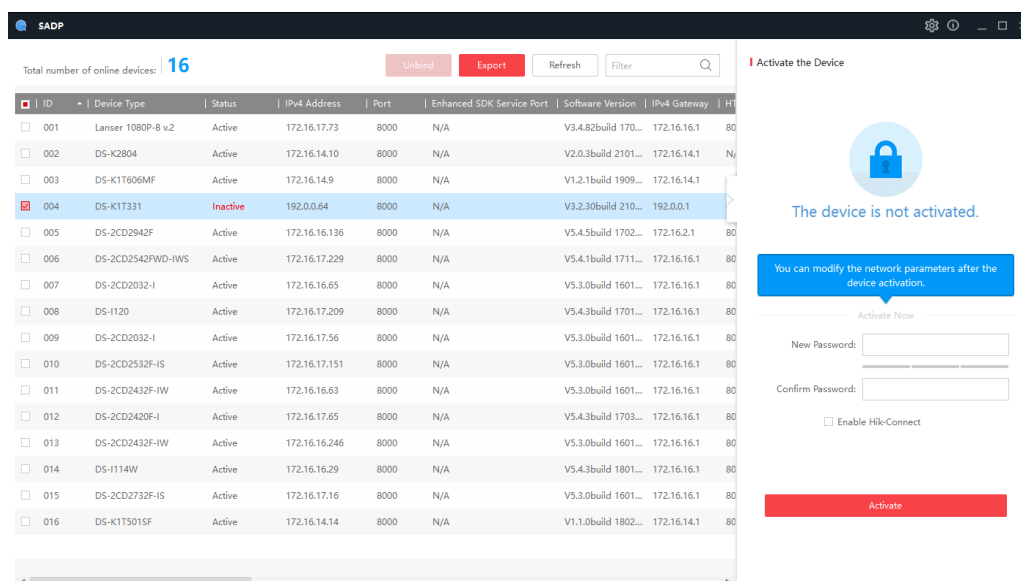 SADP
Total number of online devices: 16
Unbind
Export
Refresh
Filter
ID Device Type Status IPv4 Address Port Enhanced SDK Service Port Software Version IPv4 Gateway HT
001 Lanser 1080P-8 v.2 Active 172.16.17.73 8000 N/A V3.4.82build 170... 172.16.16.1 80
002 DS-K2804 Active 172.16.14.10 8000 N/A V2.0.3build 2101... 172.16.14.1 N/
003 DS-K1T606MF Active 172.16.14.9 8000 N/A V1.2.1build 1909... 172.16.14.1
004 DS-K1T331 Inactive 192.0.0.64 8000 N/A V3.2.30build 210... 192.0.0.1
005 DS-2CD2942F Active 172.16.16.136 8000 N/A V5.4.5build 1702... 172.16.2.1 80
006 DS-2CD2542FWD-IWS Active 172.16.17.229 8000 N/A V5.4.1build 1711... 172.16.16.1 80
007 DS-2CD2032-I Active 172.16.16.65 8000 N/A V5.3.0build 1601... 172.16.16.1 80
008 DS-I120 Active 172.16.17.209 8000 N/A V5.4.3build 1701... 172.16.16.1 80
009 DS-2CD2032-I Active 172.16.17.56 8000 N/A V5.3.0build 1601... 172.16.16.1 80
010 DS-2CD2532F-IS Active 172.16.17.151 8000 N/A V5.3.0build 1601... 172.16.16.1 80
011 DS-2CD2432F-IW Active 172.16.16.63 8000 N/A V5.3.0build 1601... 172.16.16.1 80
012 DS-2CD2420F-I Active 172.16.17.65 8000 N/A V5.4.3build 1703... 172.16.16.1 80
013 DS-2CD2432F-IW Active 172.16.16.246 8000 N/A V5.3.0build 1601... 172.16.16.1 80
014 DS-I114W Active 172.16.16.29 8000 N/A V5.4.3build 1801... 172.16.16.1 80
015 DS-2CD2732F-IS Active 172.16.17.16 8000 N/A V5.3.0build 1601... 172.16.16.1 80
016 DS-K1T501SF Active 172.16.14.14 8000 N/A V1.1.0build 1802... 172.16.14.1 80
Activate the Device
The device is not activated.
You can modify the network parameters after the
device activation.
Activate Now
New Password:
Confirm Password:
Enable Hik-Connect
Activate